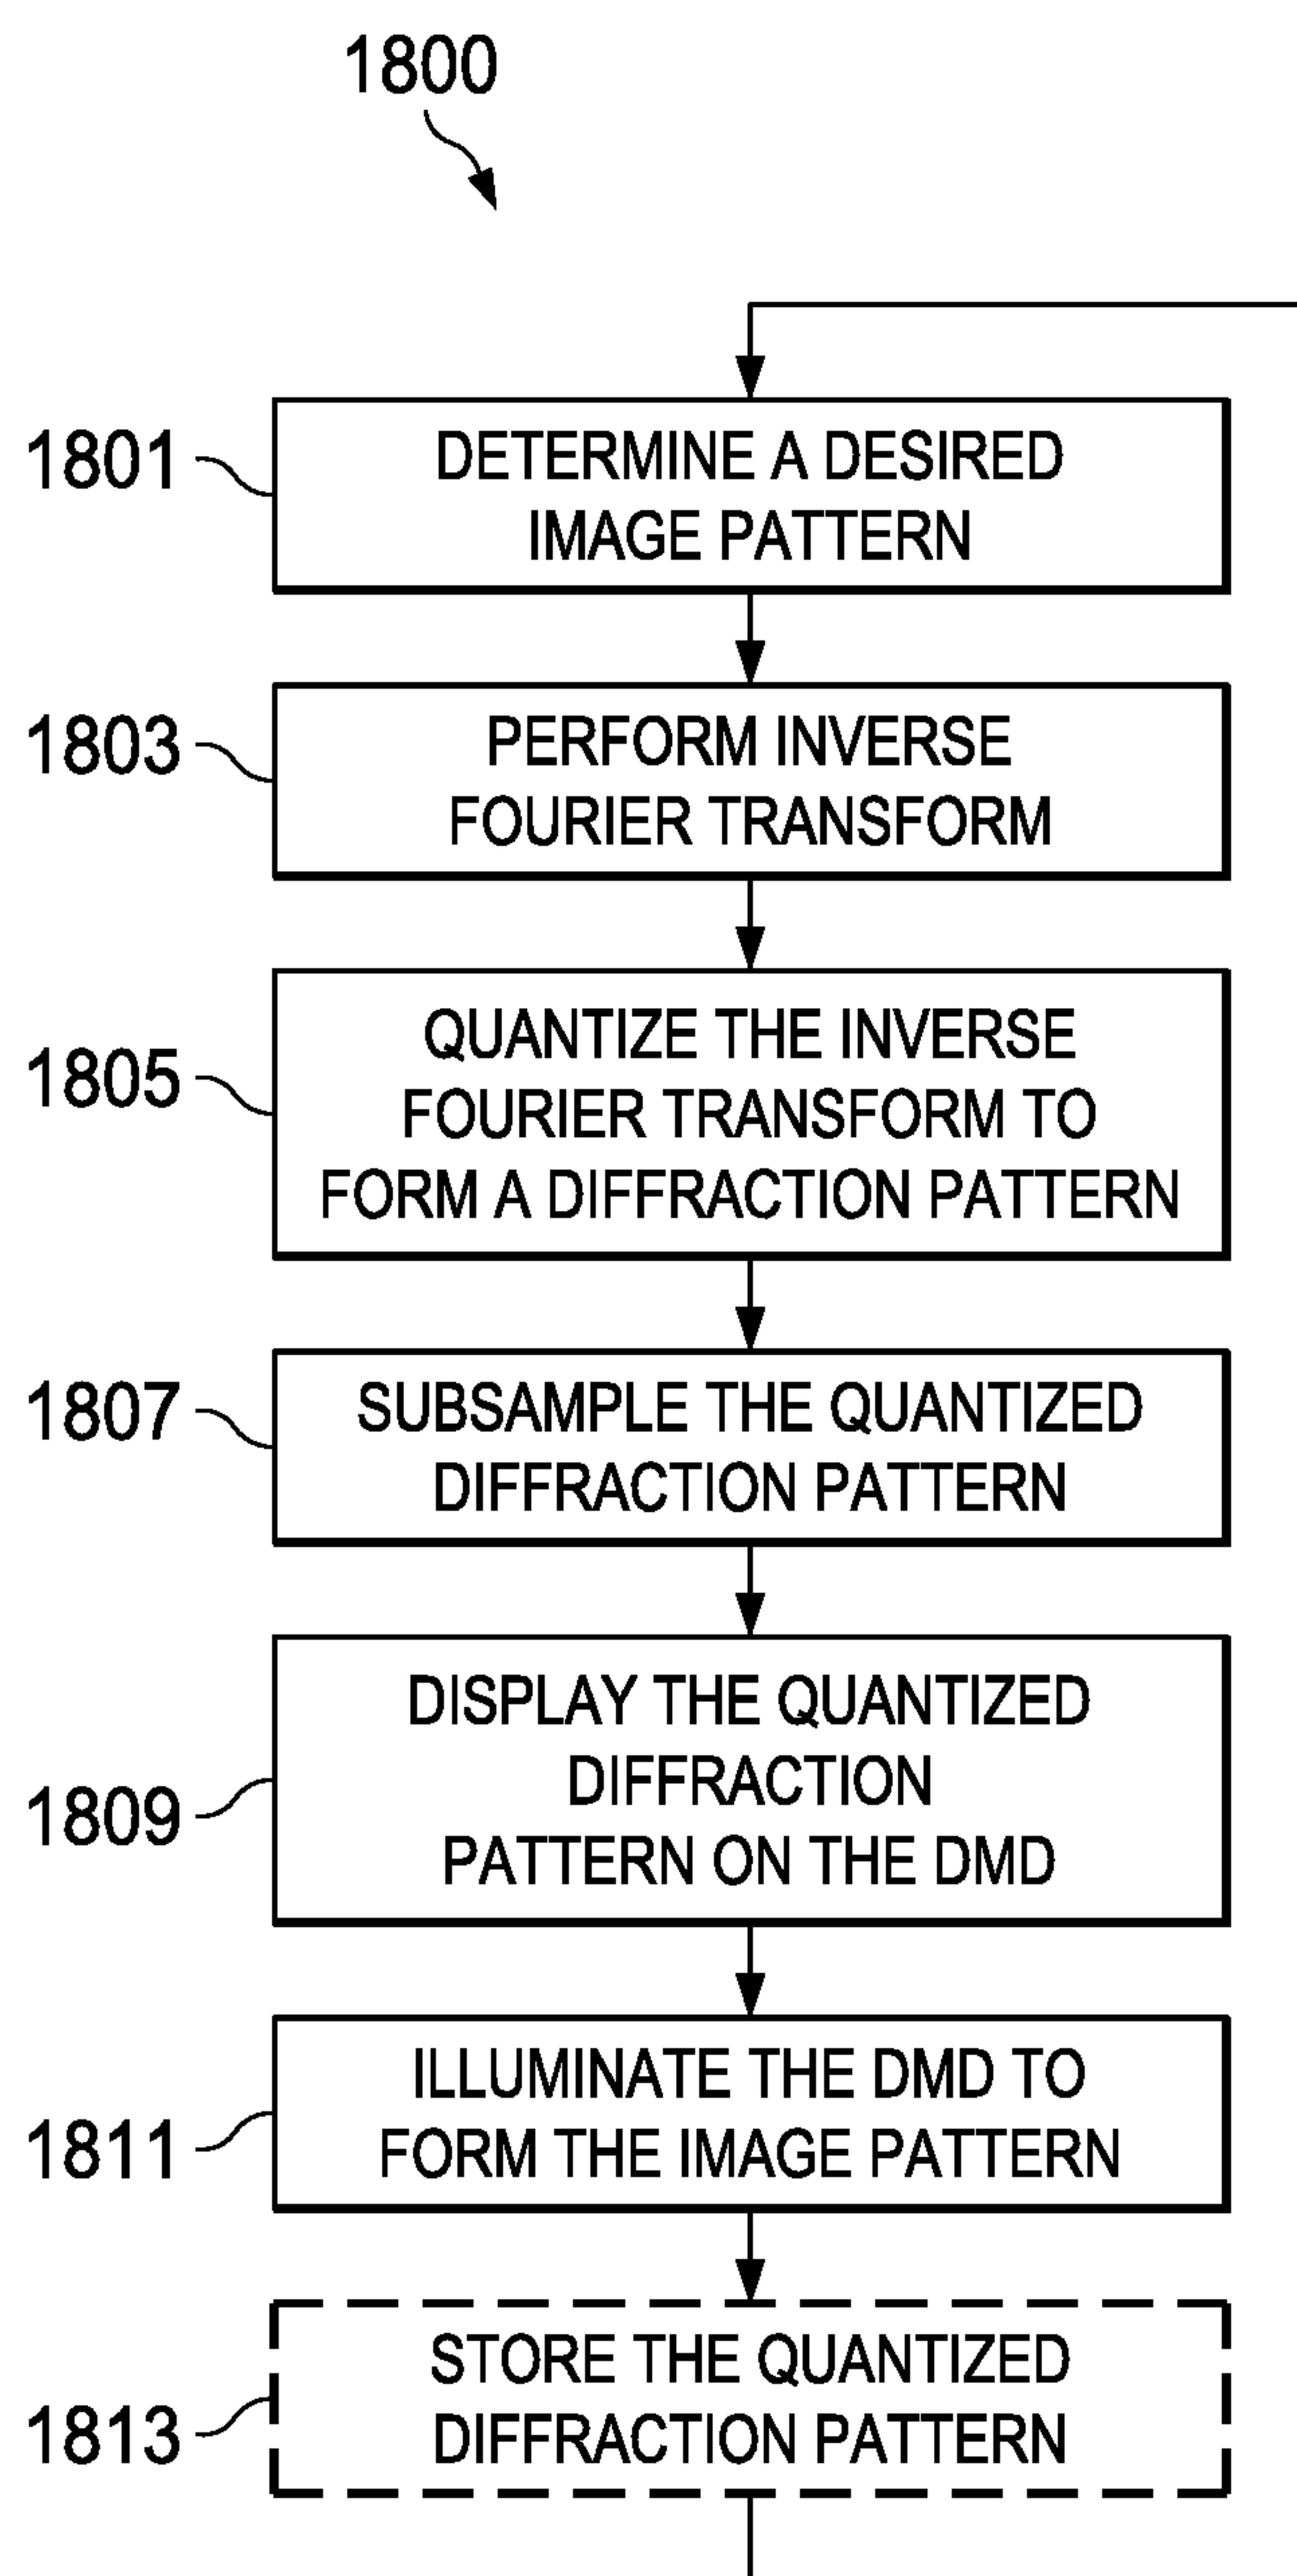 1800
1801
DETERMINE A DESIRED
IMAGE PATTERN
1803
PERFORM INVERSE
FOURIER TRANSFORM
1805
QUANTIZE THE INVERSE
FOURIER TRANSFORM TO
FORM A DIFFRACTION PATTERN
1807
SUBSAMPLE THE QUANTIZED
DIFFRACTION PATTERN
1809
DISPLAY THE QUANTIZED
DIFFRACTION
PATTERN ON THE DMD
1811
ILLUMINATE THE DMD TO
FORM THE IMAGE PATTERN
1813
STORE THE QUANTIZED
DIFFRACTION PATTERN